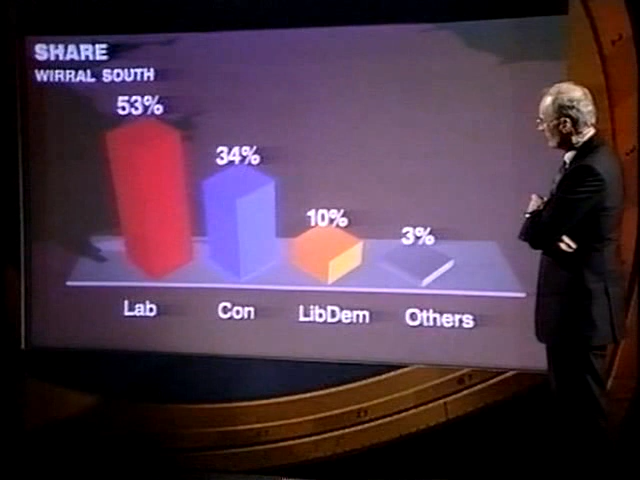 SHARE
WIRRAL SOUTH
53%
34%
10%
3%
Lab Con LibDem Others